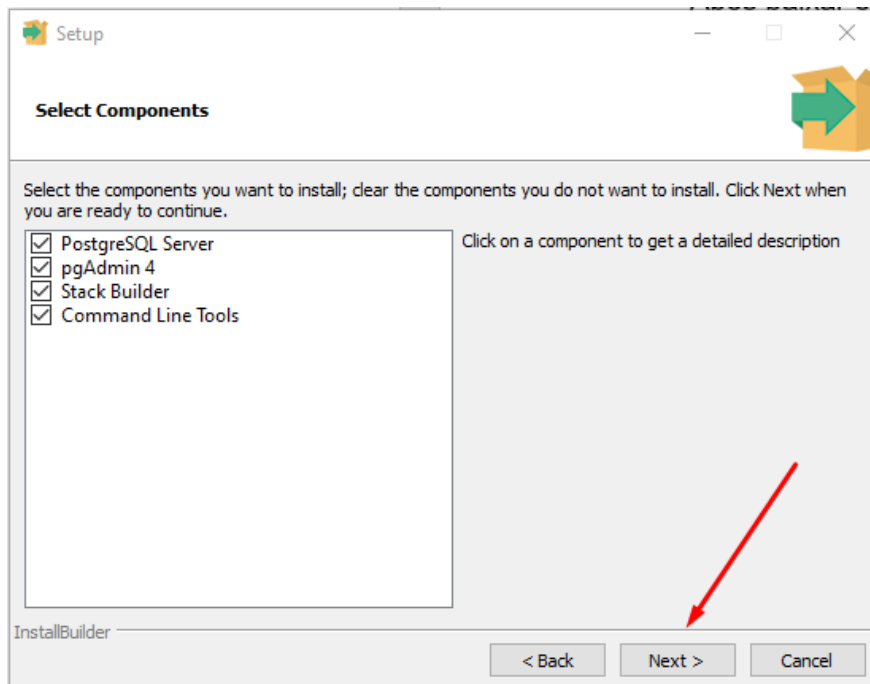 Setup
Select Components
Select the components you want to install; clear the components you do not want to install. Click Next when
you are ready to continue.
PostgreSQL Server
pgAdmin 4
Stack Builder
Command Line Tools
Click on a component to get a detailed description
InstallBuilder
< Back
Next >
Cancel